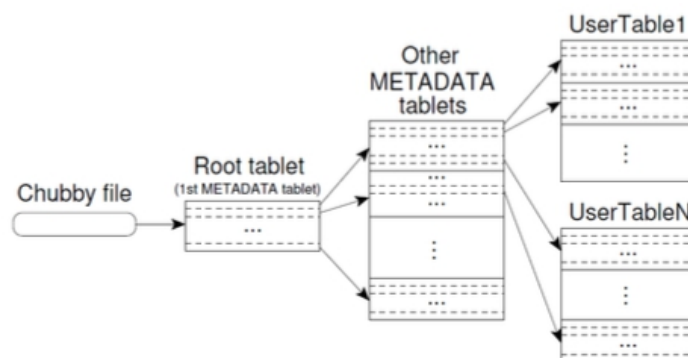 Chubby file
Root tablet
(1st METADATA tablet)
...
Other
METADATA
tablets
...
...
...
⋮
...
UserTable1
...
...
⋮
UserTableN
...
⋮
...